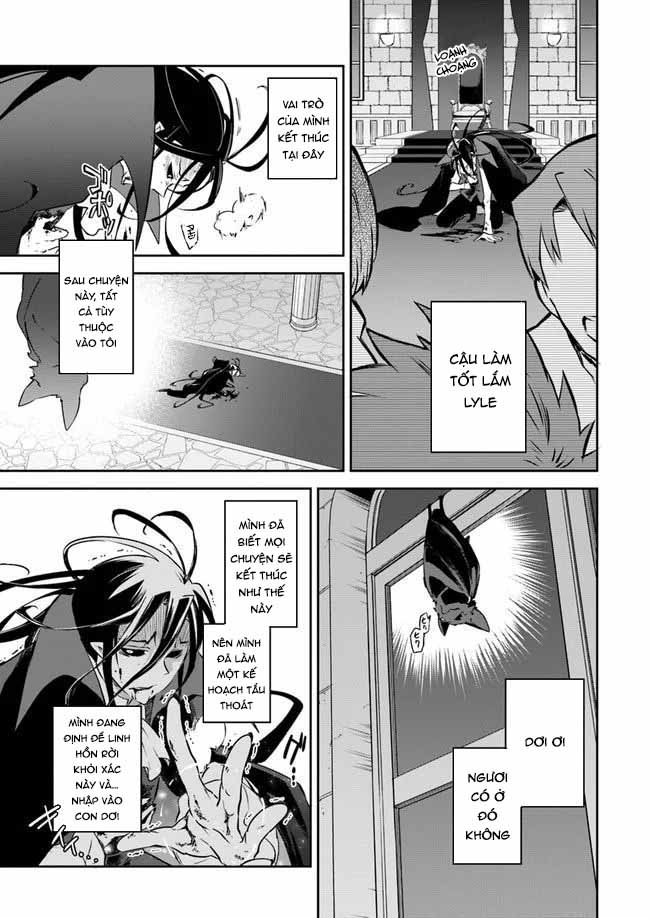 LOẠNH
CHOẠNG
CẬU LÀM
TỐT LẮM
LYLE
VAI TRÒ
CỦA MÌNH
KẾT THÚC
TẠI ĐÂY
SAU CHUYỆN
NÀY, TẤT
CẢ TÙY
THUỘC
VÀO TÔI
DƠI ƠI
NGƯƠI
CÓ Ở
ĐÓ
KHÔNG
MÌNH ĐÃ
BIẾT MỌI
CHUYỆN SẼ
KẾT THÚC
NHƯ THẾ
NÀY
NÊN MÌNH
ĐÃ LÀM
MỘT KẾ
HOẠCH TẨU
THOÁT
MÌNH ĐANG
ĐỊNH ĐỂ LINH
HỒN RỜI
KHỎI XÁC
NÀY VÀ...
NHẬP VÀO
CON DƠI